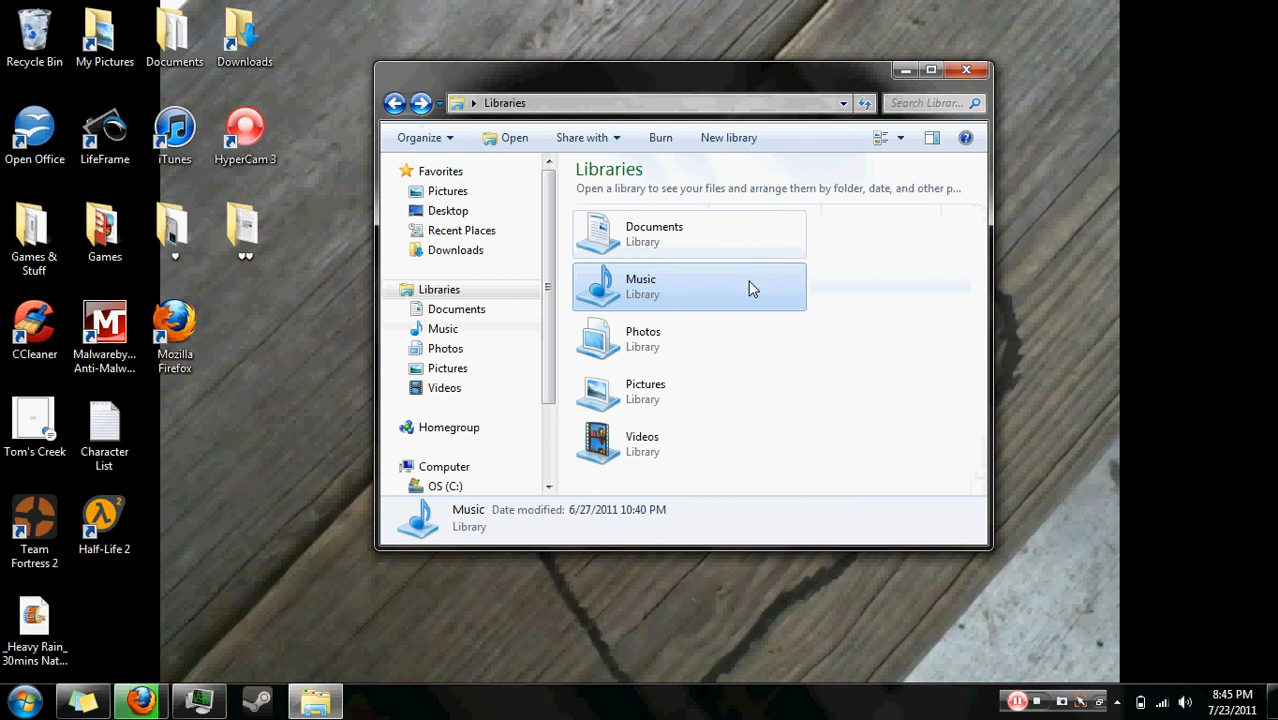 Recycle Bin
My Pictures
Documents
Downloads
Open Office
LifeFrame
iTunes
HyperCam 3
Games &
Stuff
Games
♥
♥♥
CCleaner
Malwareby...
Anti-Malw...
Mozilla
Firefox
Tom's Creek
Character
List
Team
Fortress 2
Half-Life 2
_Heavy Rain_
30mins Nat...
Libraries
Search Librar...
Organize
Open
Share with
Burn
New library
Favorites
Pictures
Desktop
Recent Places
Downloads
Libraries
Documents
Music
Photos
Pictures
Videos
Homegroup
Computer
OS (C:)
Libraries
Open a library to see your files and arrange them by folder, date, and other p...
Documents
Library
Music
Library
Photos
Library
Pictures
Library
Videos
Library
Music Date modified: 6/27/2011 10:40 PM
Library
8:45 PM
7/23/2011